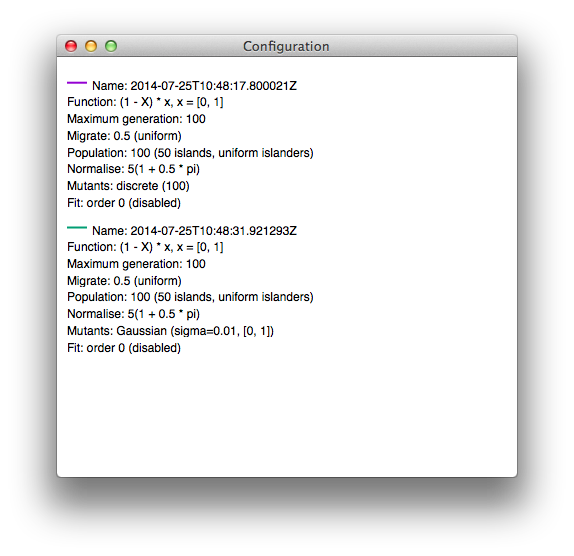 Configuration
Name: 2014-07-25T10:48:17.800021Z
Function: (1 - X) * x, x = [0, 1]
Maximum generation: 100
Migrate: 0.5 (uniform)
Population: 100 (50 islands, uniform islanders)
Normalise: 5(1 + 0.5 * pi)
Mutants: discrete (100)
Fit: order 0 (disabled)
Name: 2014-07-25T10:48:31.921293Z
Function: (1 - X) * x, x = [0, 1]
Maximum generation: 100
Migrate: 0.5 (uniform)
Population: 100 (50 islands, uniform islanders)
Normalise: 5(1 + 0.5 * pi)
Mutants: Gaussian (sigma=0.01, [0, 1])
Fit: order 0 (disabled)